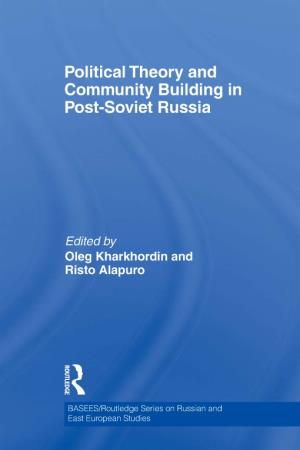 Political Theory and
Community Building in
Post-Soviet Russia
Edited by
Oleg Kharkhordin and
Risto Alapuro
ROUTLEDGE
BASEES/Routledge Series on Russian and
East European Studies